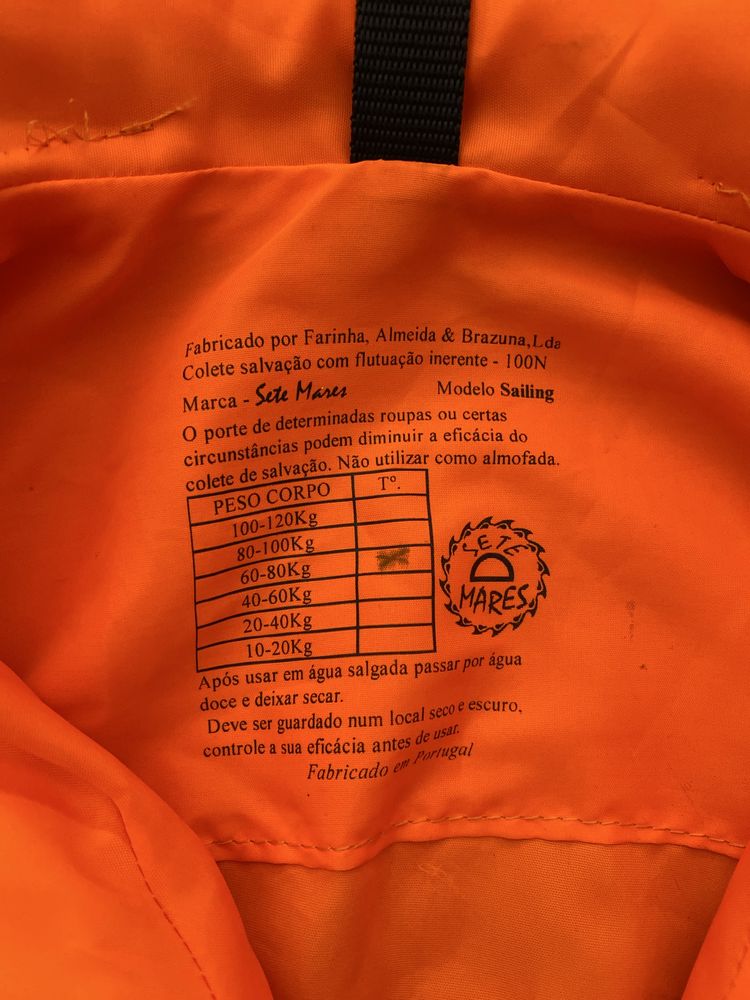 Fabricado por Farinha, Almeida & Brazuna,Lda
Colete salvação com flutuação inerente - 100N
Marca - Sete Mares Modelo Sailing
O porte de determinadas roupas ou certas
circunstâncias podem diminuir a eficácia do
colete de salvação. Não utilizar como almofada.
PESO CORPO Tº.
100-120Kg
80-100Kg
60-80Kg
40-60Kg
20-40Kg
10-20Kg
SETE
MARES
Após usar em água salgada passar por água
doce e deixar secar.
Deve ser guardado num local seco e escuro,
controle a sua eficácia antes de usar.
Fabricado em Portugal